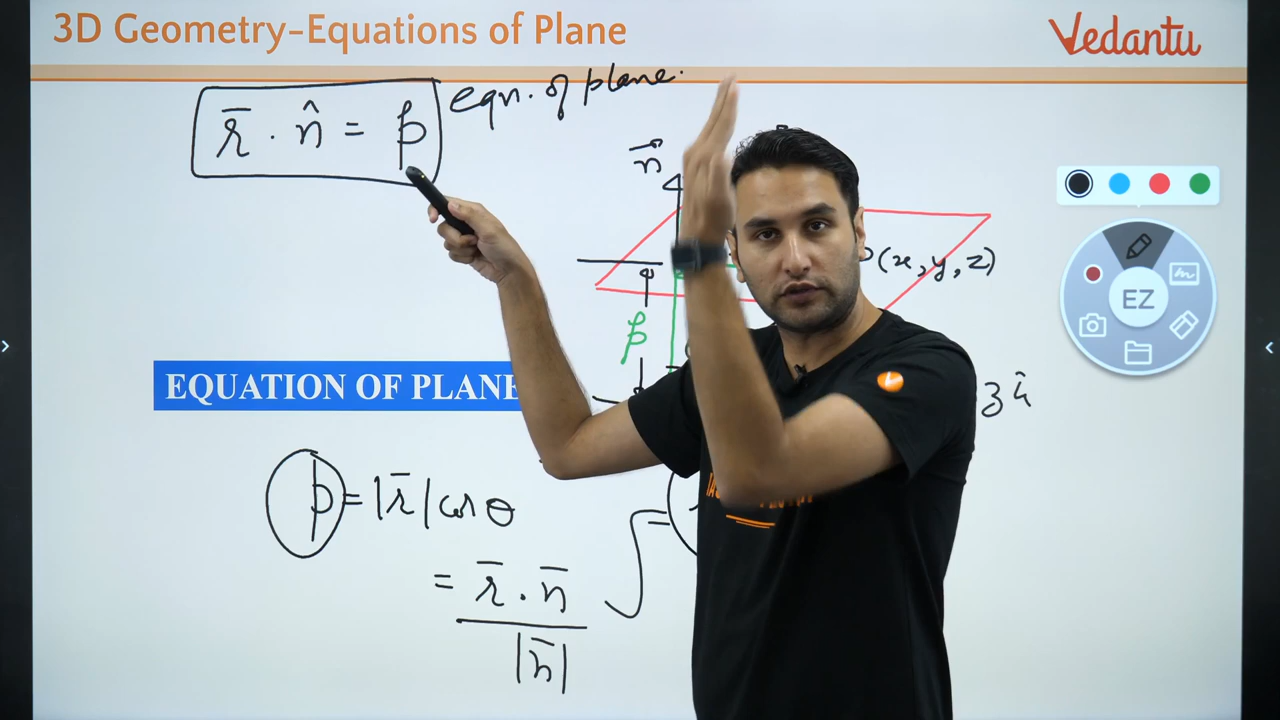 3D Geometry-Equations of Plane
Vedantu
eqn. of plane.
r̄ · n̂ = p
n⃗
P(x, y, z)
EZ
p
EQUATION OF PLANE
p = |r̄| cos θ
= r̄ · n̄
|n̄|